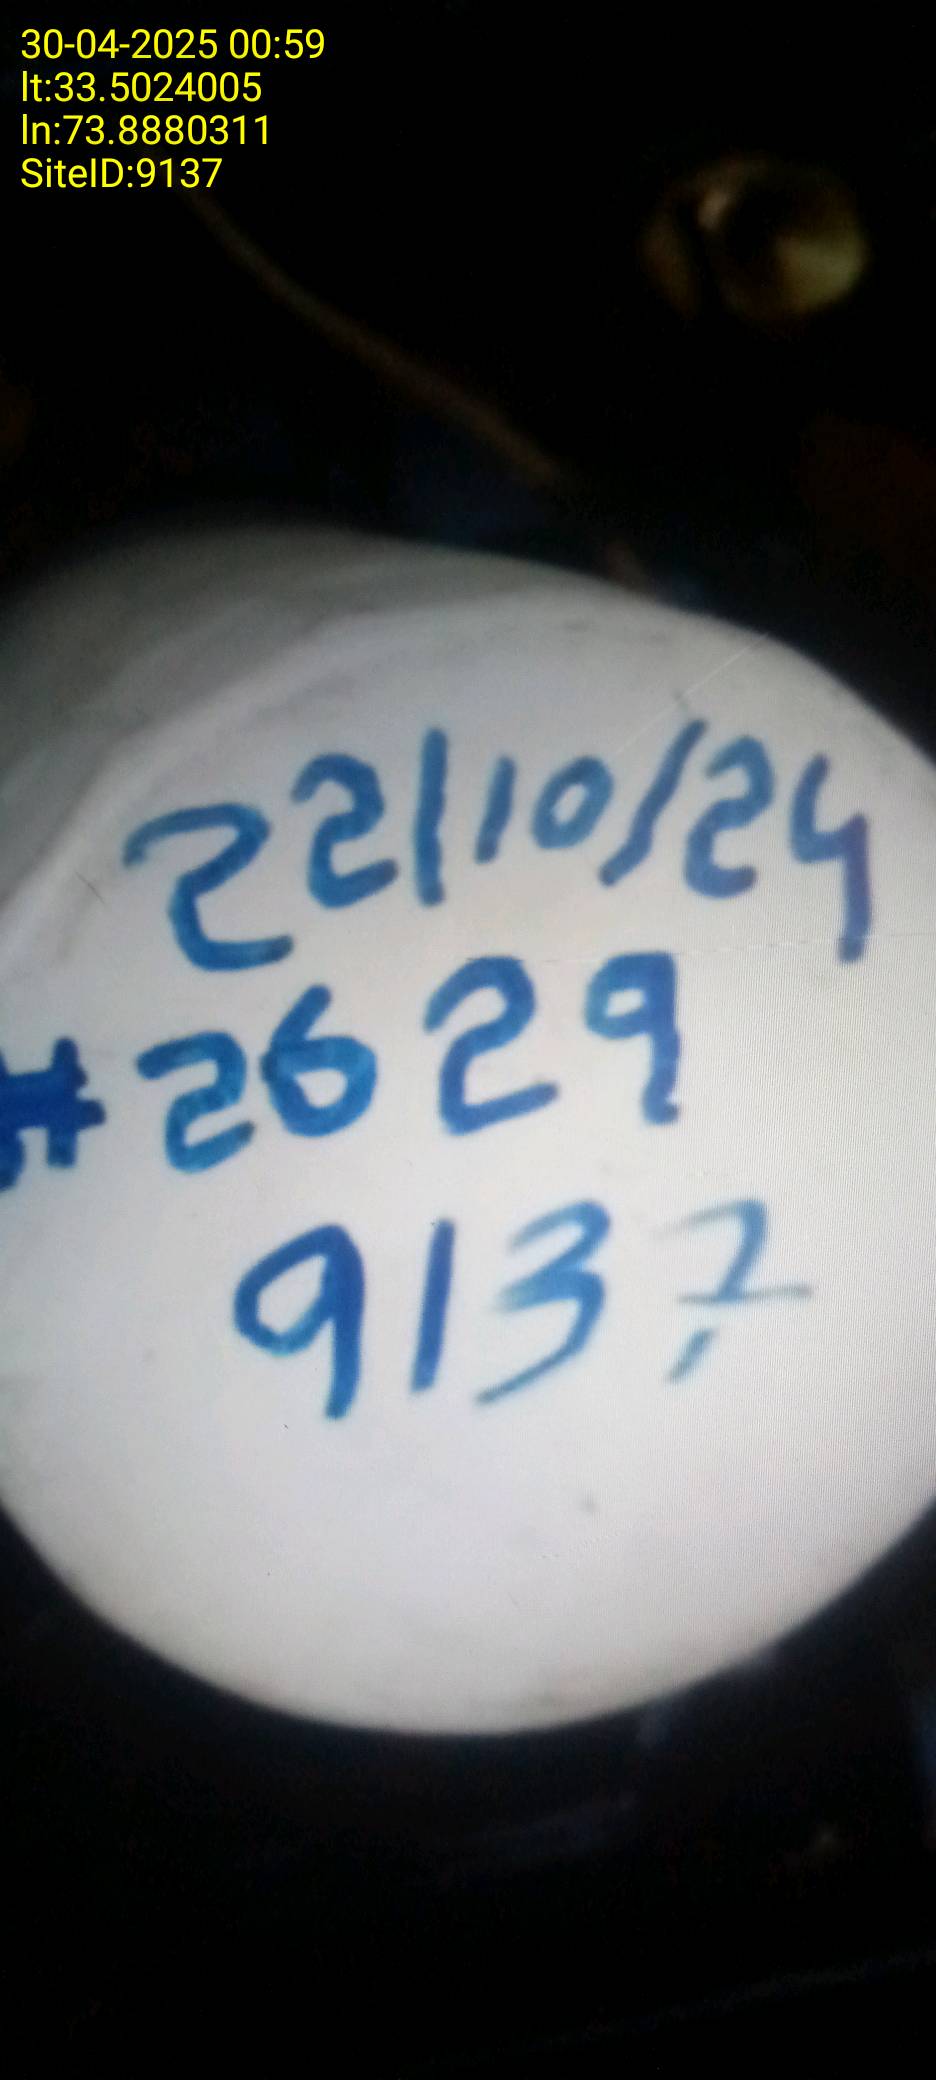 30-04-2025 00:59
lt:33.5024005
ln:73.8880311
SiteID:9137
22/10/24
#2629
9137